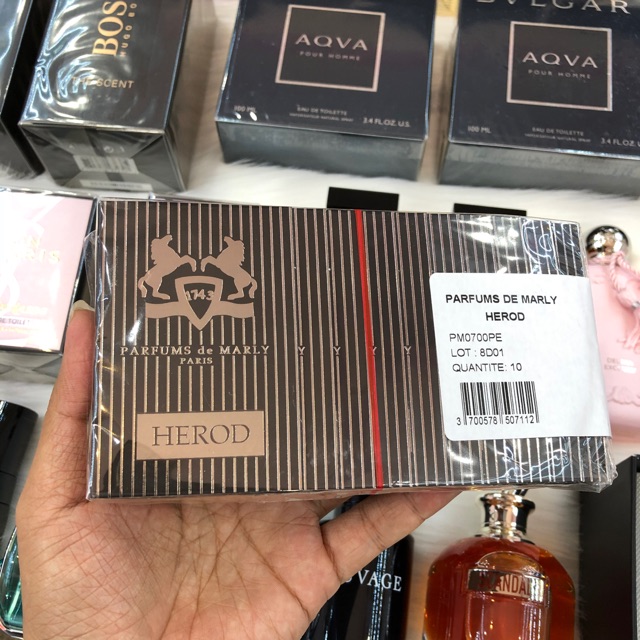 BOSS
HUGO BOSS
THE SCENT
AQVA
POUR HOMME
100 ML
EAU DE TOILETTE
3.4 FL.OZ. U.S
BVLGARI
AQVA
POUR HOMME
100 ML
EAU DE TOILETTE
3.4 FL.OZ. U.S
1743
PARFUMS de MARLY
PARIS
HEROD
PARFUMS DE MARLY
HEROD
PM0700PE
LOT : 8D01
QUANTITE: 10
3 700578 507112